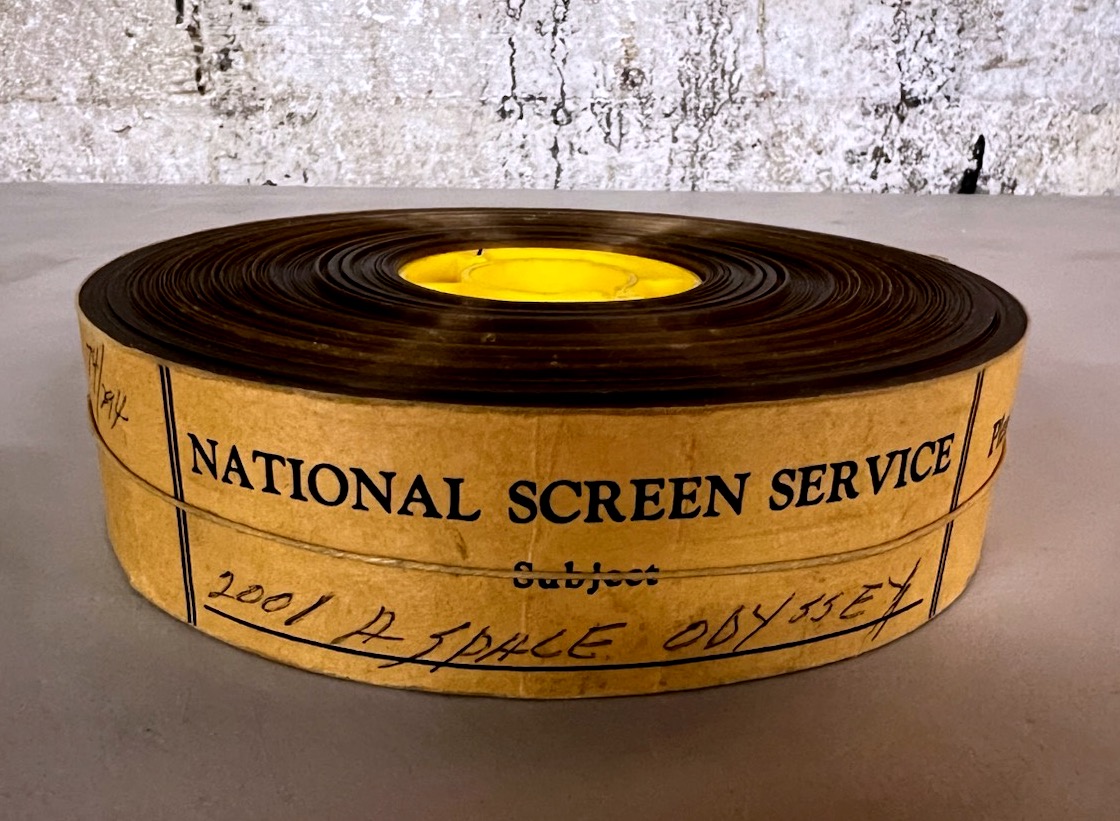 NATIONAL SCREEN SERVICE
Subject
2001 A SPACE ODYSSEY